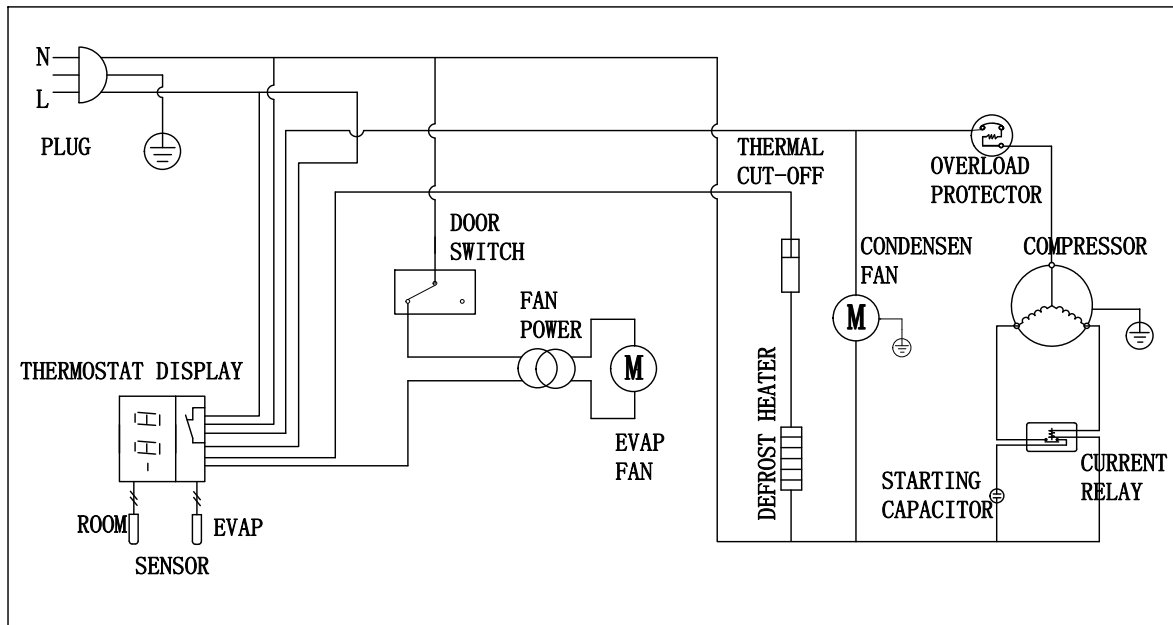 N
L
PLUG
THERMAL
CUT-OFF
OVERLOAD
PROTECTOR
DOOR
SWITCH
CONDENSEN
FAN
COMPRESSOR
FAN
POWER
M
M
THERMOSTAT DISPLAY
DEFROST HEATER
EVAP
FAN
CURRENT
RELAY
STARTING
CAPACITOR
ROOM
EVAP
SENSOR